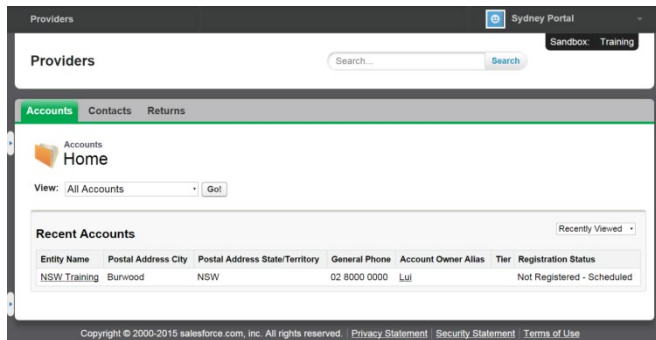 Providers
Sydney Portal
Sandbox: Training
Providers
Search...
Search
Accounts Contacts Returns
Accounts
Home
View: All Accounts Go!
Recent Accounts
Recently Viewed
Entity Name Postal Address City Postal Address State/Territory General Phone Account Owner Alias Tier Registration Status
NSW Training Burwood NSW 02 8000 0000 Lui Not Registered - Scheduled
Copyright © 2000-2015 salesforce.com, inc. All rights reserved. | Privacy Statement | Security Statement | Terms of Use